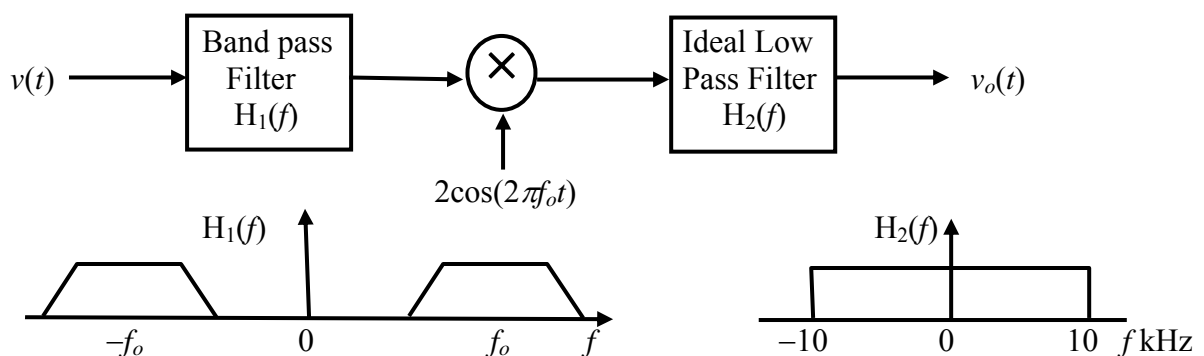 Band pass
Filter
H₁(f)
Ideal Low
Pass Filter
H₂(f)
v(t)
×
vₒ(t)
2cos(2πfₒt)
H₁(f)
H₂(f)
−fₒ 0 fₒ f
−10 0 10 f kHz